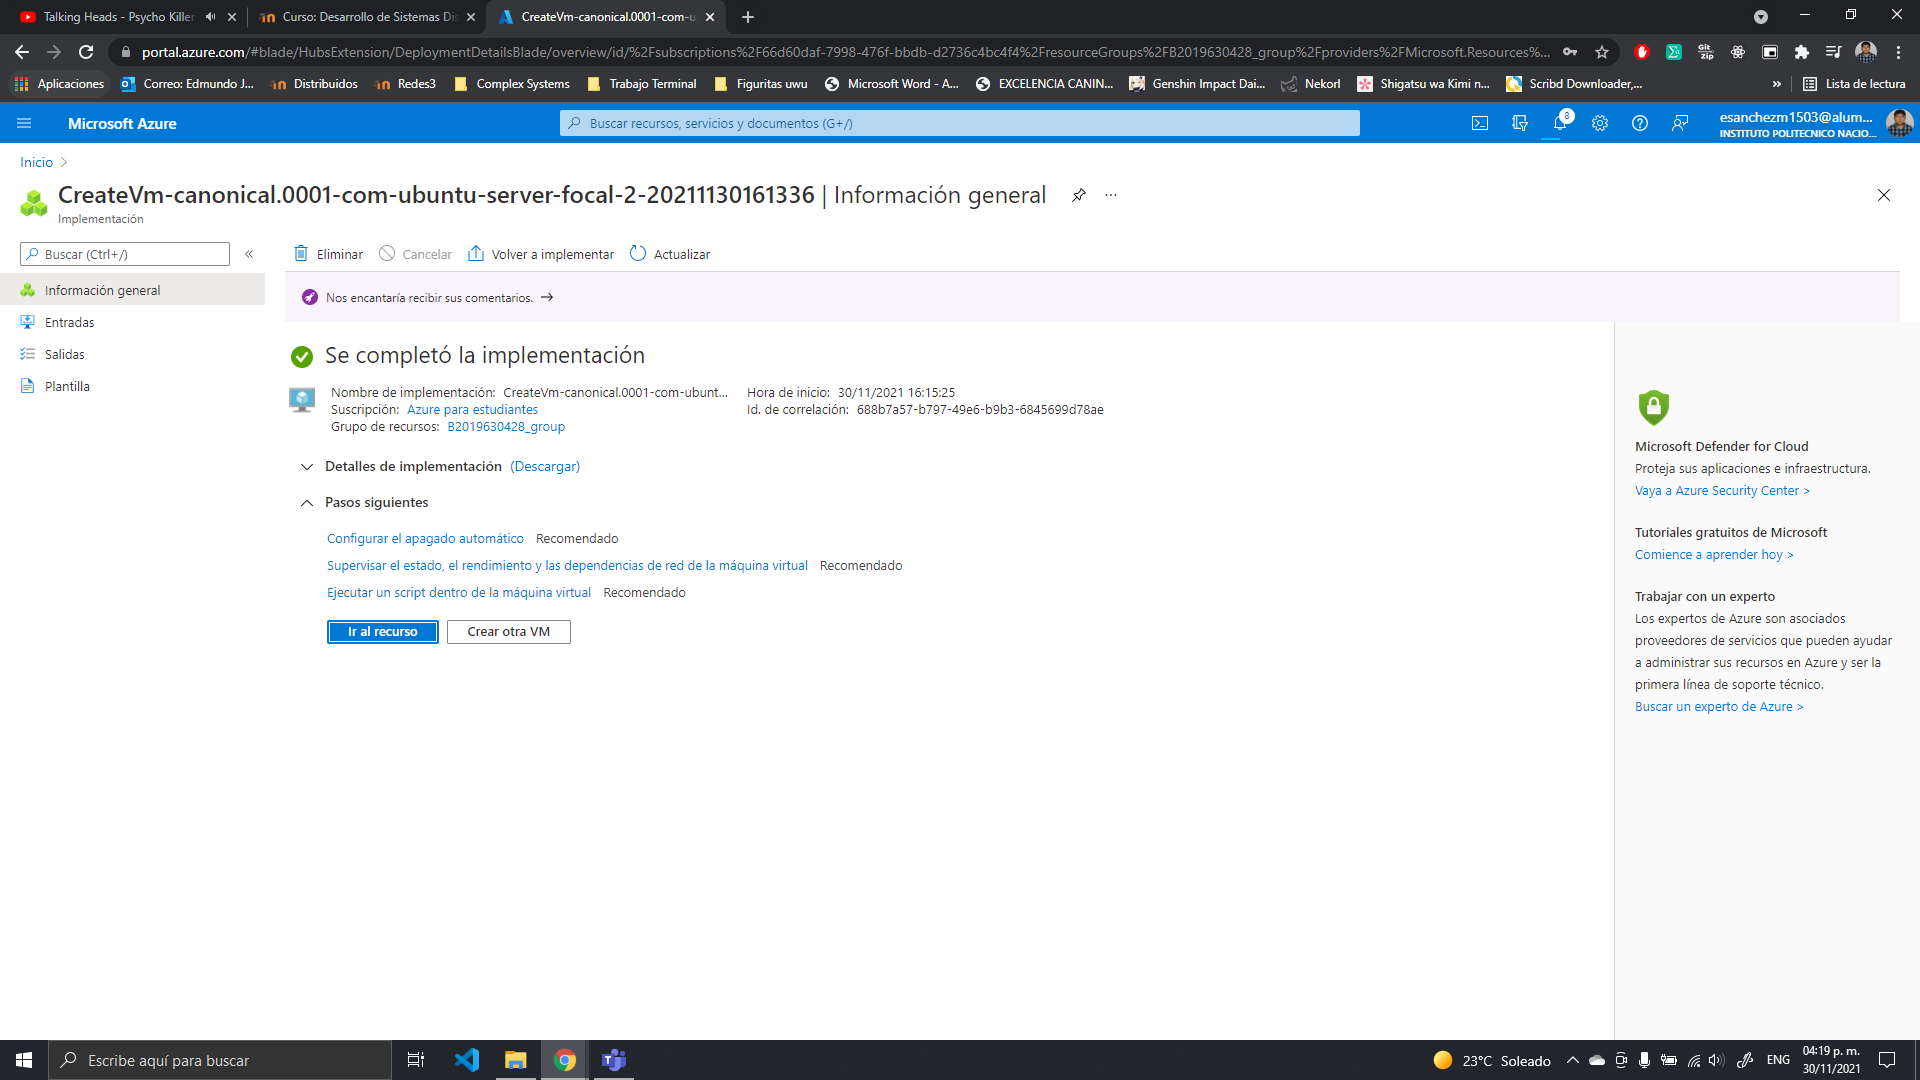 Talking Heads - Psycho Killer
Curso: Desarrollo de Sistemas Dis
CreateVm-canonical.0001-com-u
portal.azure.com/#blade/HubsExtension/DeploymentDetailsBlade/overview/id/%2Fsubscriptions%2F66d60daf-7998-476f-bbdb-d2736c4bc4f4%2FresourceGroups%2FB2019630428_group%2Fproviders%2FMicrosoft.Resources%...
Aplicaciones
Correo: Edmundo J...
Distribuidos
Redes3
Complex Systems
Trabajo Terminal
Figuritas uwu
Microsoft Word - A...
EXCELENCIA CANIN...
Genshin Impact Dai...
Nekorl
Shigatsu wa Kimi n...
Scribd Downloader,...
»
Lista de lectura
Microsoft Azure
Buscar recursos, servicios y documentos (G+/)
8
esanchezm1503@alum...
INSTITUTO POLITECNICO NACIO...
Inicio
CreateVm-canonical.0001-com-ubuntu-server-focal-2-20211130161336 | Información general
Implementación
Buscar (Ctrl+/)
«
Eliminar
Cancelar
Volver a implementar
Actualizar
Información general
Entradas
Salidas
Plantilla
Nos encantaría recibir sus comentarios. →
Se completó la implementación
Nombre de implementación: CreateVm-canonical.0001-com-ubunt...
Suscripción: Azure para estudiantes
Grupo de recursos: B2019630428_group
Hora de inicio: 30/11/2021 16:15:25
Id. de correlación: 688b7a57-b797-49e6-b9b3-6845699d78ae
Detalles de implementación (Descargar)
Pasos siguientes
Configurar el apagado automático Recomendado
Supervisar el estado, el rendimiento y las dependencias de red de la máquina virtual Recomendado
Ejecutar un script dentro de la máquina virtual Recomendado
Ir al recurso
Crear otra VM
Microsoft Defender for Cloud
Proteja sus aplicaciones e infraestructura.
Vaya a Azure Security Center >
Tutoriales gratuitos de Microsoft
Comience a aprender hoy >
Trabajar con un experto
Los expertos de Azure son asociados
proveedores de servicios que pueden ayudar
a administrar sus recursos en Azure y ser la
primera línea de soporte técnico.
Buscar un experto de Azure >
Escribe aquí para buscar
23°C Soleado
ENG
04:19 p. m.
30/11/2021